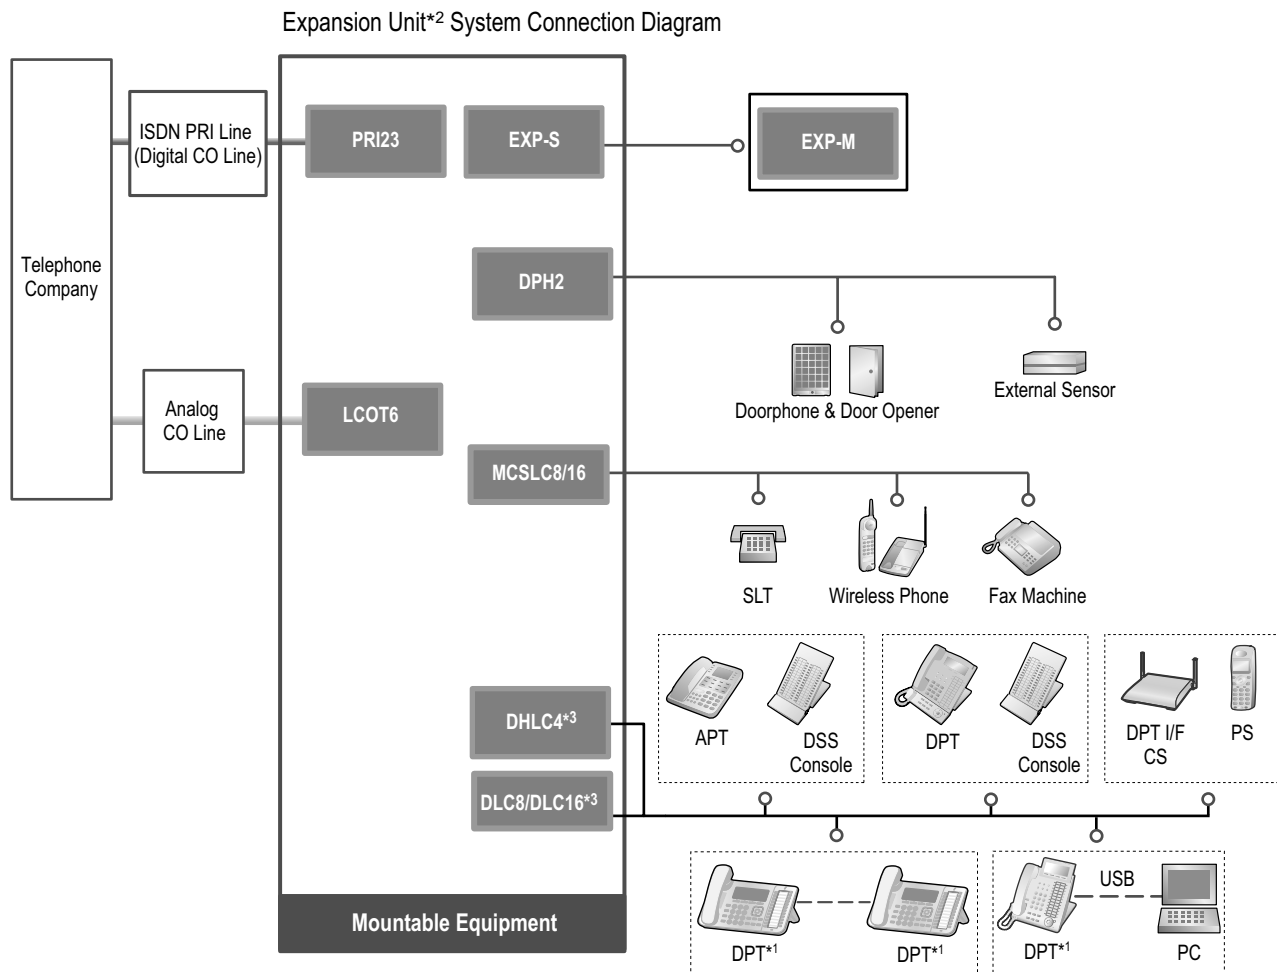 Expansion Unit*2 System Connection Diagram
ISDN PRI Line
(Digital CO Line)
PRI23
EXP-S
EXP-M
Telephone
Company
DPH2
Doorphone & Door Opener
External Sensor
Analog
CO Line
LCOT6
MCSLC8/16
SLT
Wireless Phone
Fax Machine
DHLC4*3
APT
DSS
Console
DPT
DSS
Console
DPT I/F
CS
PS
DLC8/DLC16*3
USB
DPT*1
DPT*1
DPT*1
PC
Mountable Equipment